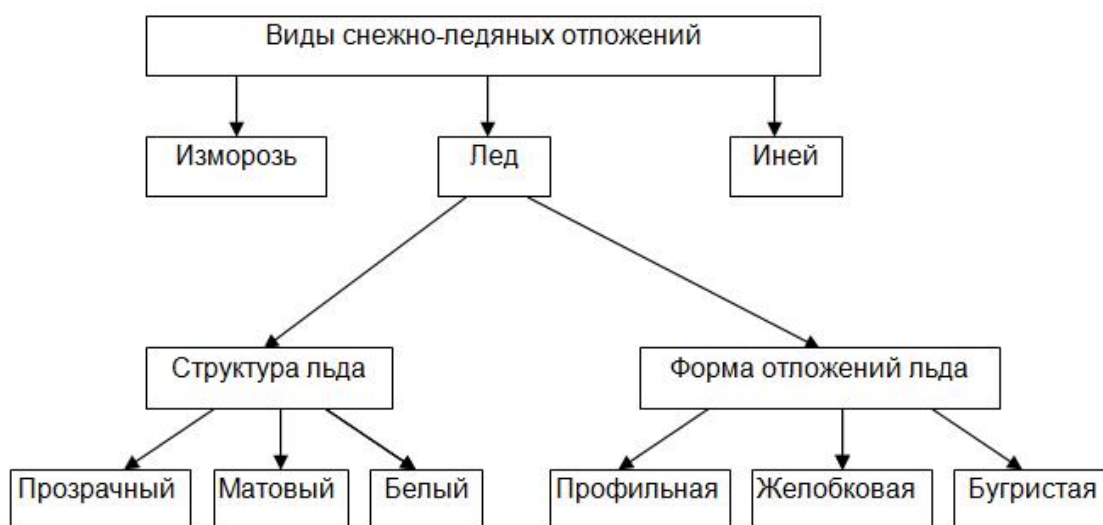 Виды снежно-ледяных отложений
Изморозь
Лед
Иней
Структура льда
Форма отложений льда
Прозрачный
Матовый
Белый
Профильная
Желобковая
Бугристая